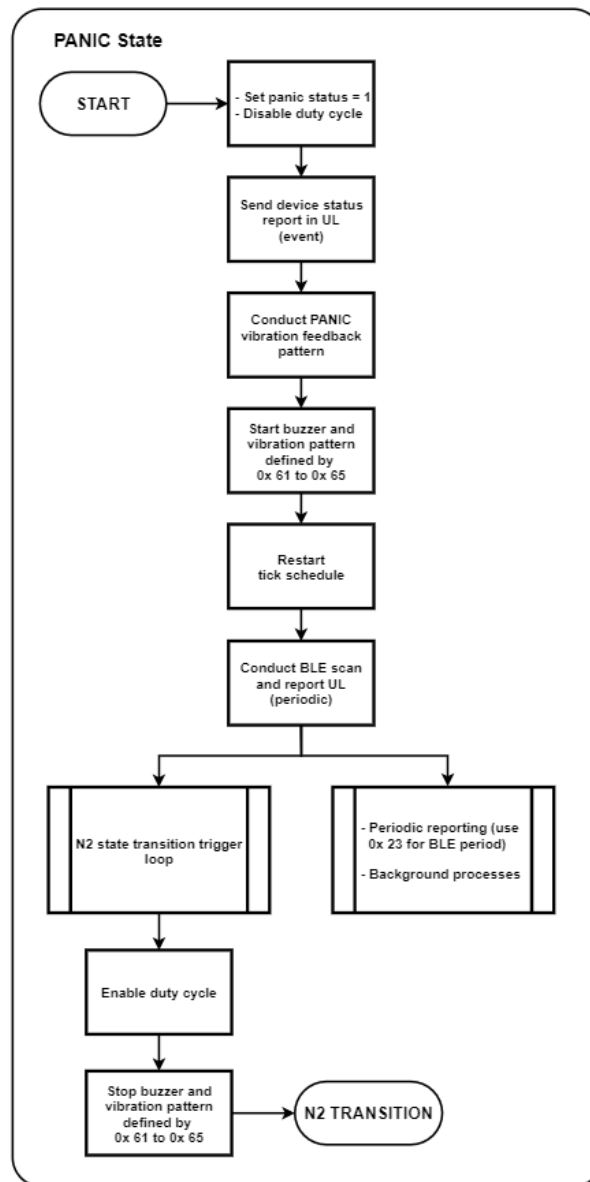 PANIC State
START
- Set panic status = 1
- Disable duty cycle
Send device status
report in UL
(event)
Conduct PANIC
vibration feedback
pattern
Start buzzer and
vibration pattern
defined by
0x 61 to 0x 65
Restart
tick schedule
Conduct BLE scan
and report UL
(periodic)
N2 state transition trigger
loop
- Periodic reporting (use
0x 23 for BLE period)
- Background processes
Enable duty cycle
Stop buzzer and
vibration pattern
defined by
0x 61 to 0x 65
N2 TRANSITION